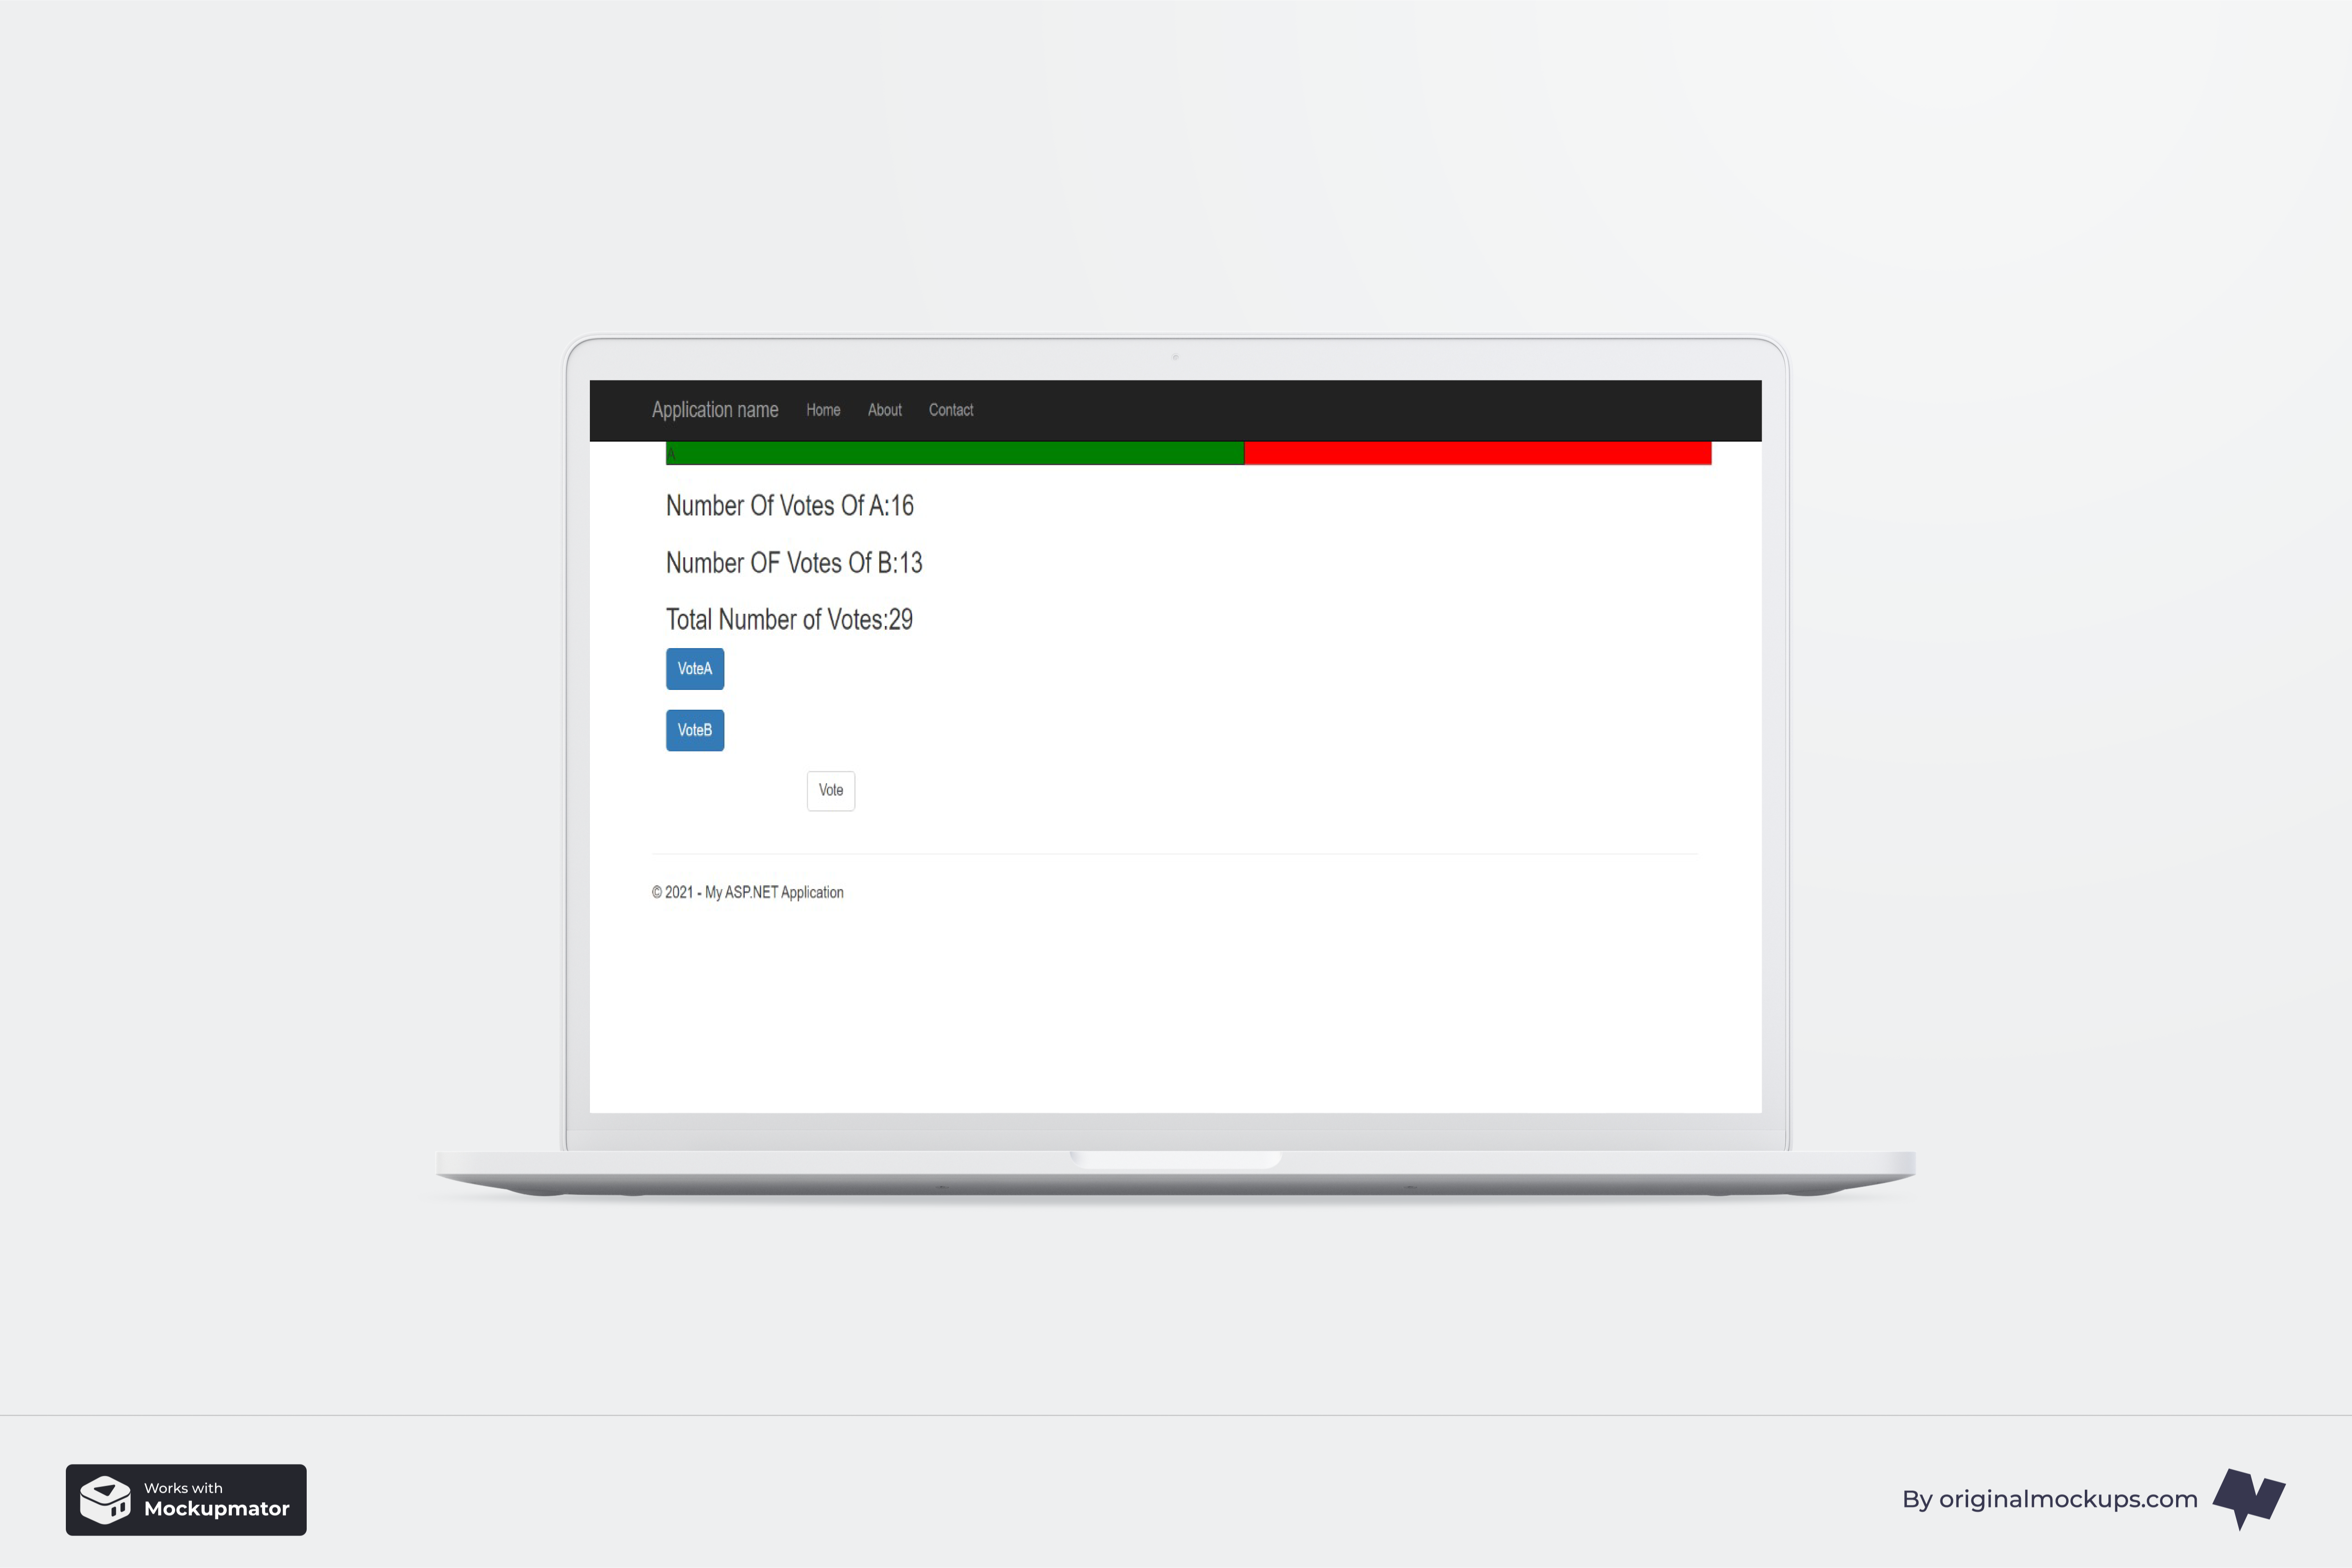 Application name Home About Contact
A
Number Of Votes Of A:16
Number OF Votes Of B:13
Total Number of Votes:29
VoteA
VoteB
Vote
© 2021 - My ASP.NET Application
Works with
Mockupmator
By originalmockups.com